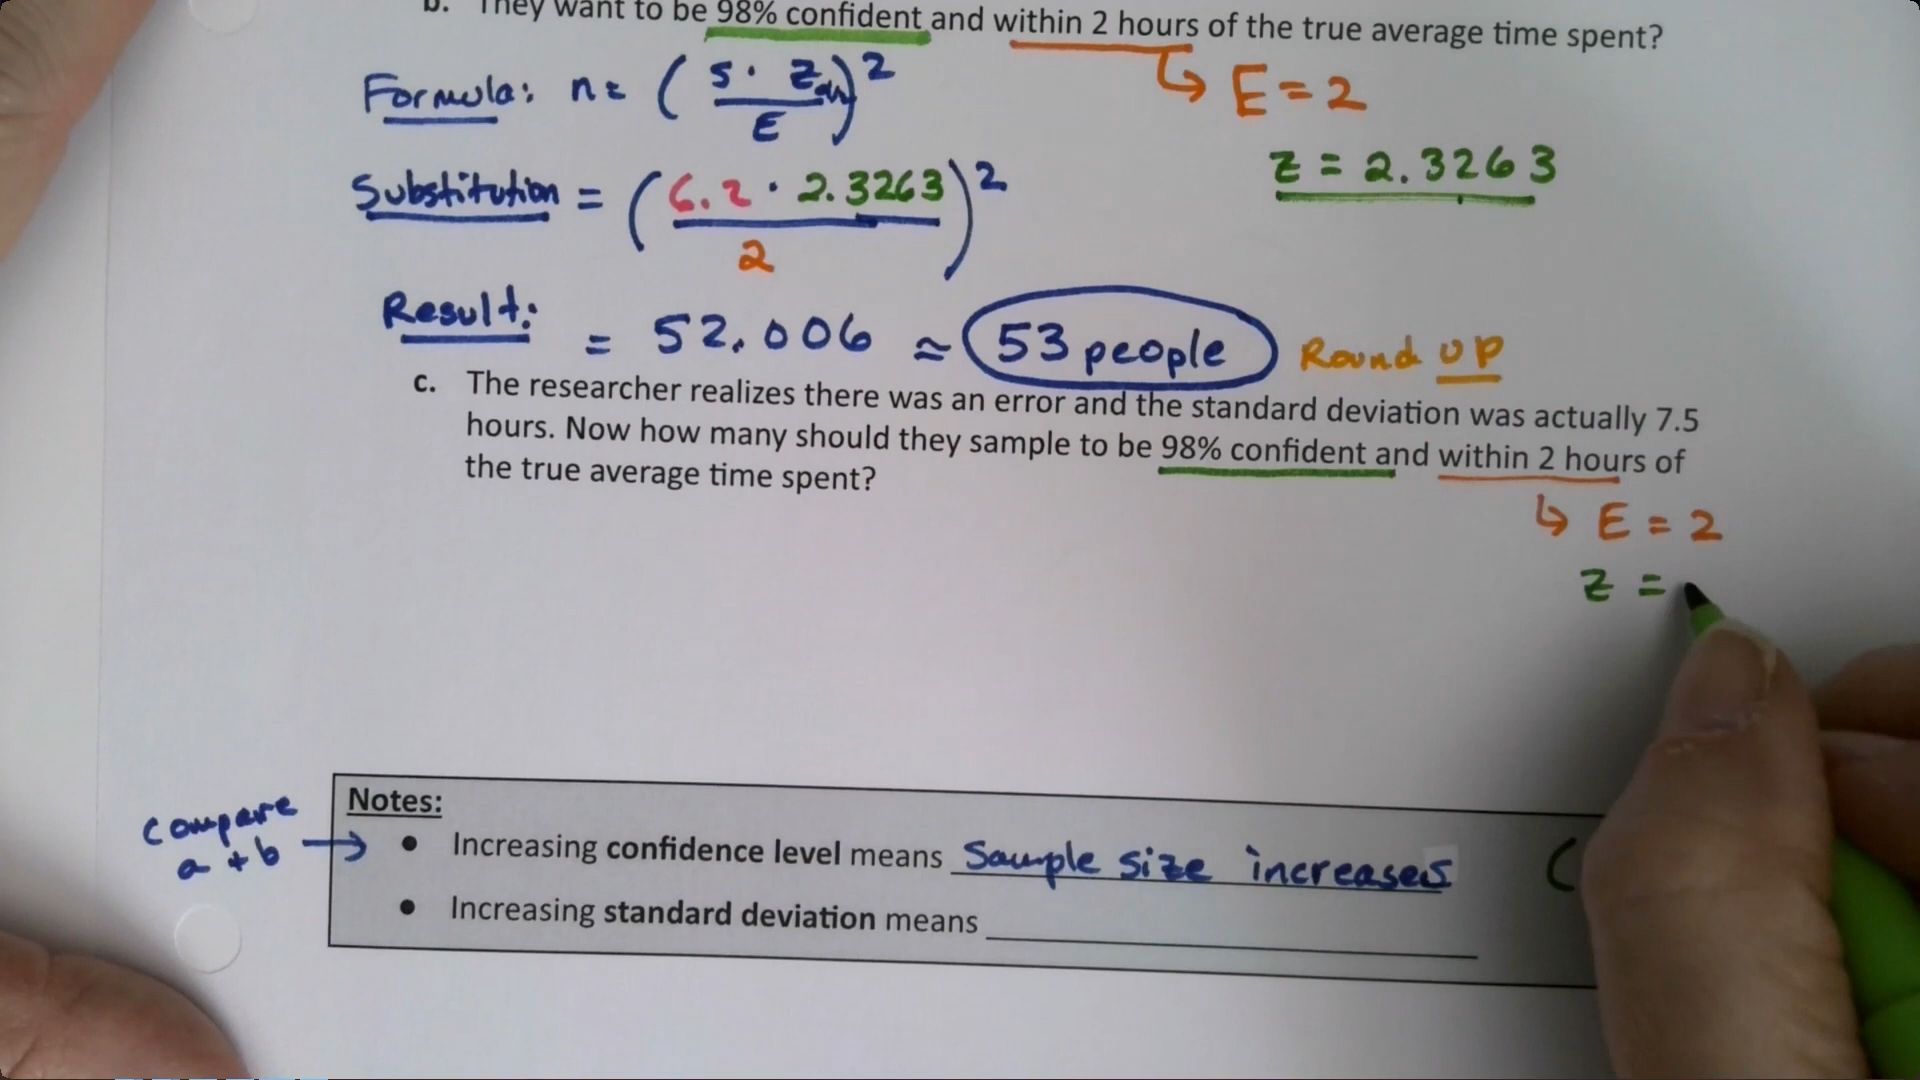 b. They want to be 98% confident and within 2 hours of the true average time spent?
Formula: n = ( s · Zα/2 / E )²
↳ E = 2
z = 2.3263
Substitution = ( 6.2 · 2.3263 / 2 )²
Result: = 52.006 ≈ 53 people Round UP
c. The researcher realizes there was an error and the standard deviation was actually 7.5
hours. Now how many should they sample to be 98% confident and within 2 hours of
the true average time spent?
↳ E = 2
z =
Notes:
compare
a + b →
• Increasing confidence level means Sample size increases (
• Increasing standard deviation means